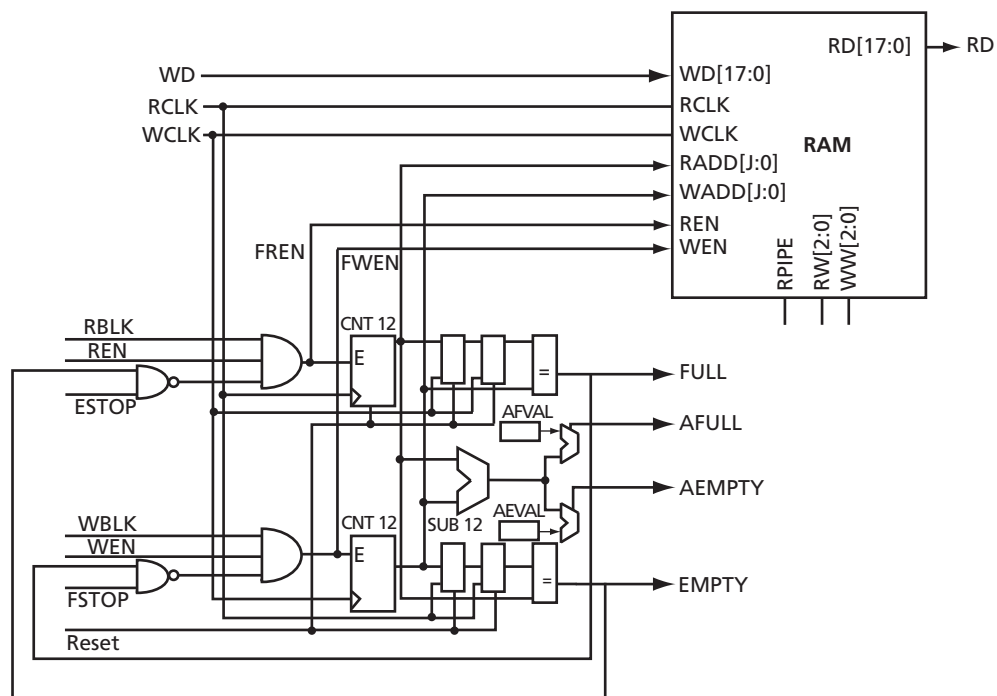 RD[17:0]
RD
WD
WD[17:0]
RCLK
RCLK
WCLK
WCLK
RAM
RADD[J:0]
WADD[J:0]
REN
FREN
FWEN
WEN
RPIPE
RW[2:0]
WW[2:0]
RBLK
REN
CNT 12
E
=
FULL
ESTOP
AFVAL
AFULL
AEMPTY
WBLK
WEN
CNT 12
SUB 12
AEVAL
E
=
EMPTY
FSTOP
Reset